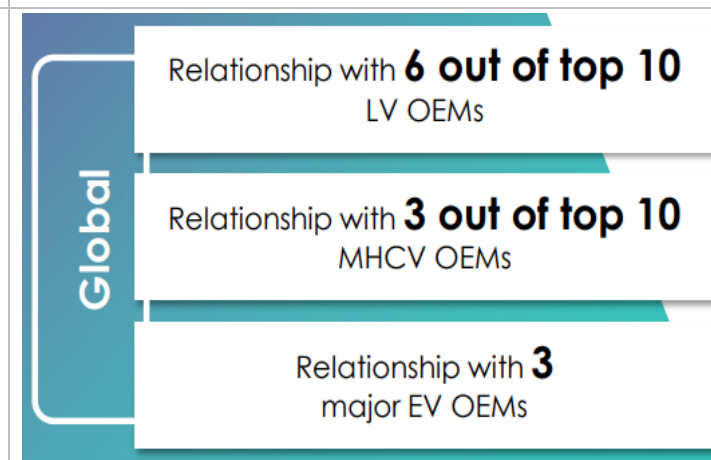 Global
Relationship with 6 out of top 10
LV OEMs
Relationship with 3 out of top 10
MHCV OEMs
Relationship with 3
major EV OEMs